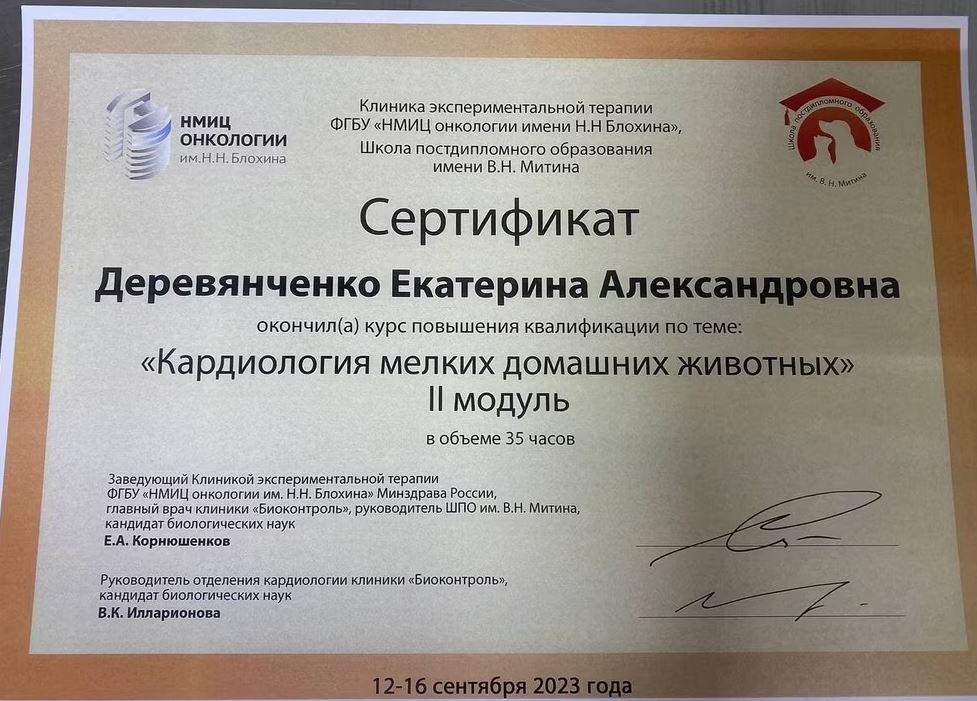 НМИЦ
ОНКОЛОГИИ
им.Н.Н. Блохина
Клиника экспериментальной терапии
ФГБУ «НМИЦ онкологии имени Н.Н Блохина»,
Школа постдипломного образования
имени В.Н. Митина
Школа постдипломного образования
им. В. Н. Митина
Сертификат
Деревянченко Екатерина Александровна
окончил(а) курс повышения квалификации по теме:
«Кардиология мелких домашних животных»
II модуль
в объеме 35 часов
Заведующий Клиникой экспериментальной терапии
ФГБУ «НМИЦ онкологии им. Н.Н. Блохина» Минздрава России,
главный врач клиники «Биоконтроль», руководитель ШПО им. В.Н. Митина,
кандидат биологических наук
Е.А. Корнюшенков
Руководитель отделения кардиологии клиники «Биоконтроль»,
кандидат биологических наук
В.К. Илларионова
12-16 сентября 2023 года